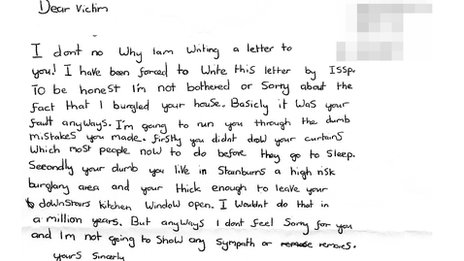 Dear Victim
I dont no Why Iam Writing a letter to
you! I have been forced to Write this letter by ISSP.
To be honest I'm not bothered or Sorry about the
fact that I burgled your house. Basicly it Was your
fault anyways. I'm going to run you through the dumb
mistakes you made. firstly you didnt drow your curtains
Which most people now to do before they go to Sleep.
Secondly your dumb you live in Stainburns a high risk
burglary area and your thick enough to leave your
downstairs kitchen Window open. I Wouldnt do that in
a million years. But anyways I dont feel Sorry for you
and I'm not going to Show any Sympath or remores.
yours Sincerly